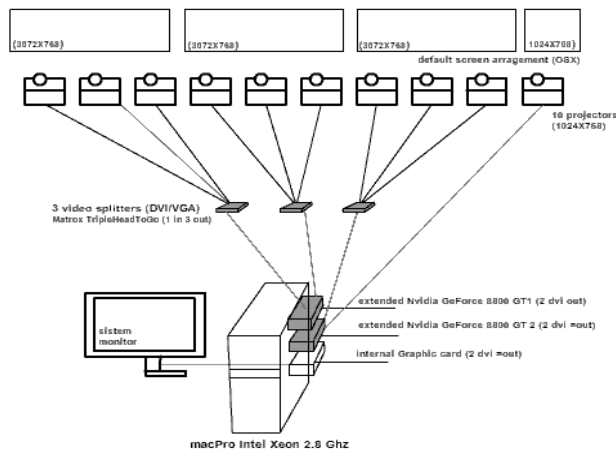 (3072X768)
(3072X768)
(3072X768)
1024X768)
default screen arragement (OSX)
10 projectors
(1024X768)
3 video splitters (DVI/VGA)
Matrox TripleHeadToGo (1 in 3 out)
extended Nvidia GeForce 8800 GT1 (2 dvi out)
sistem
monitor
extended Nvidia GeForce 8800 GT 2 (2 dvi =out)
internal Graphic card (2 dvi =out)
macPro Intel Xeon 2.8 Ghz